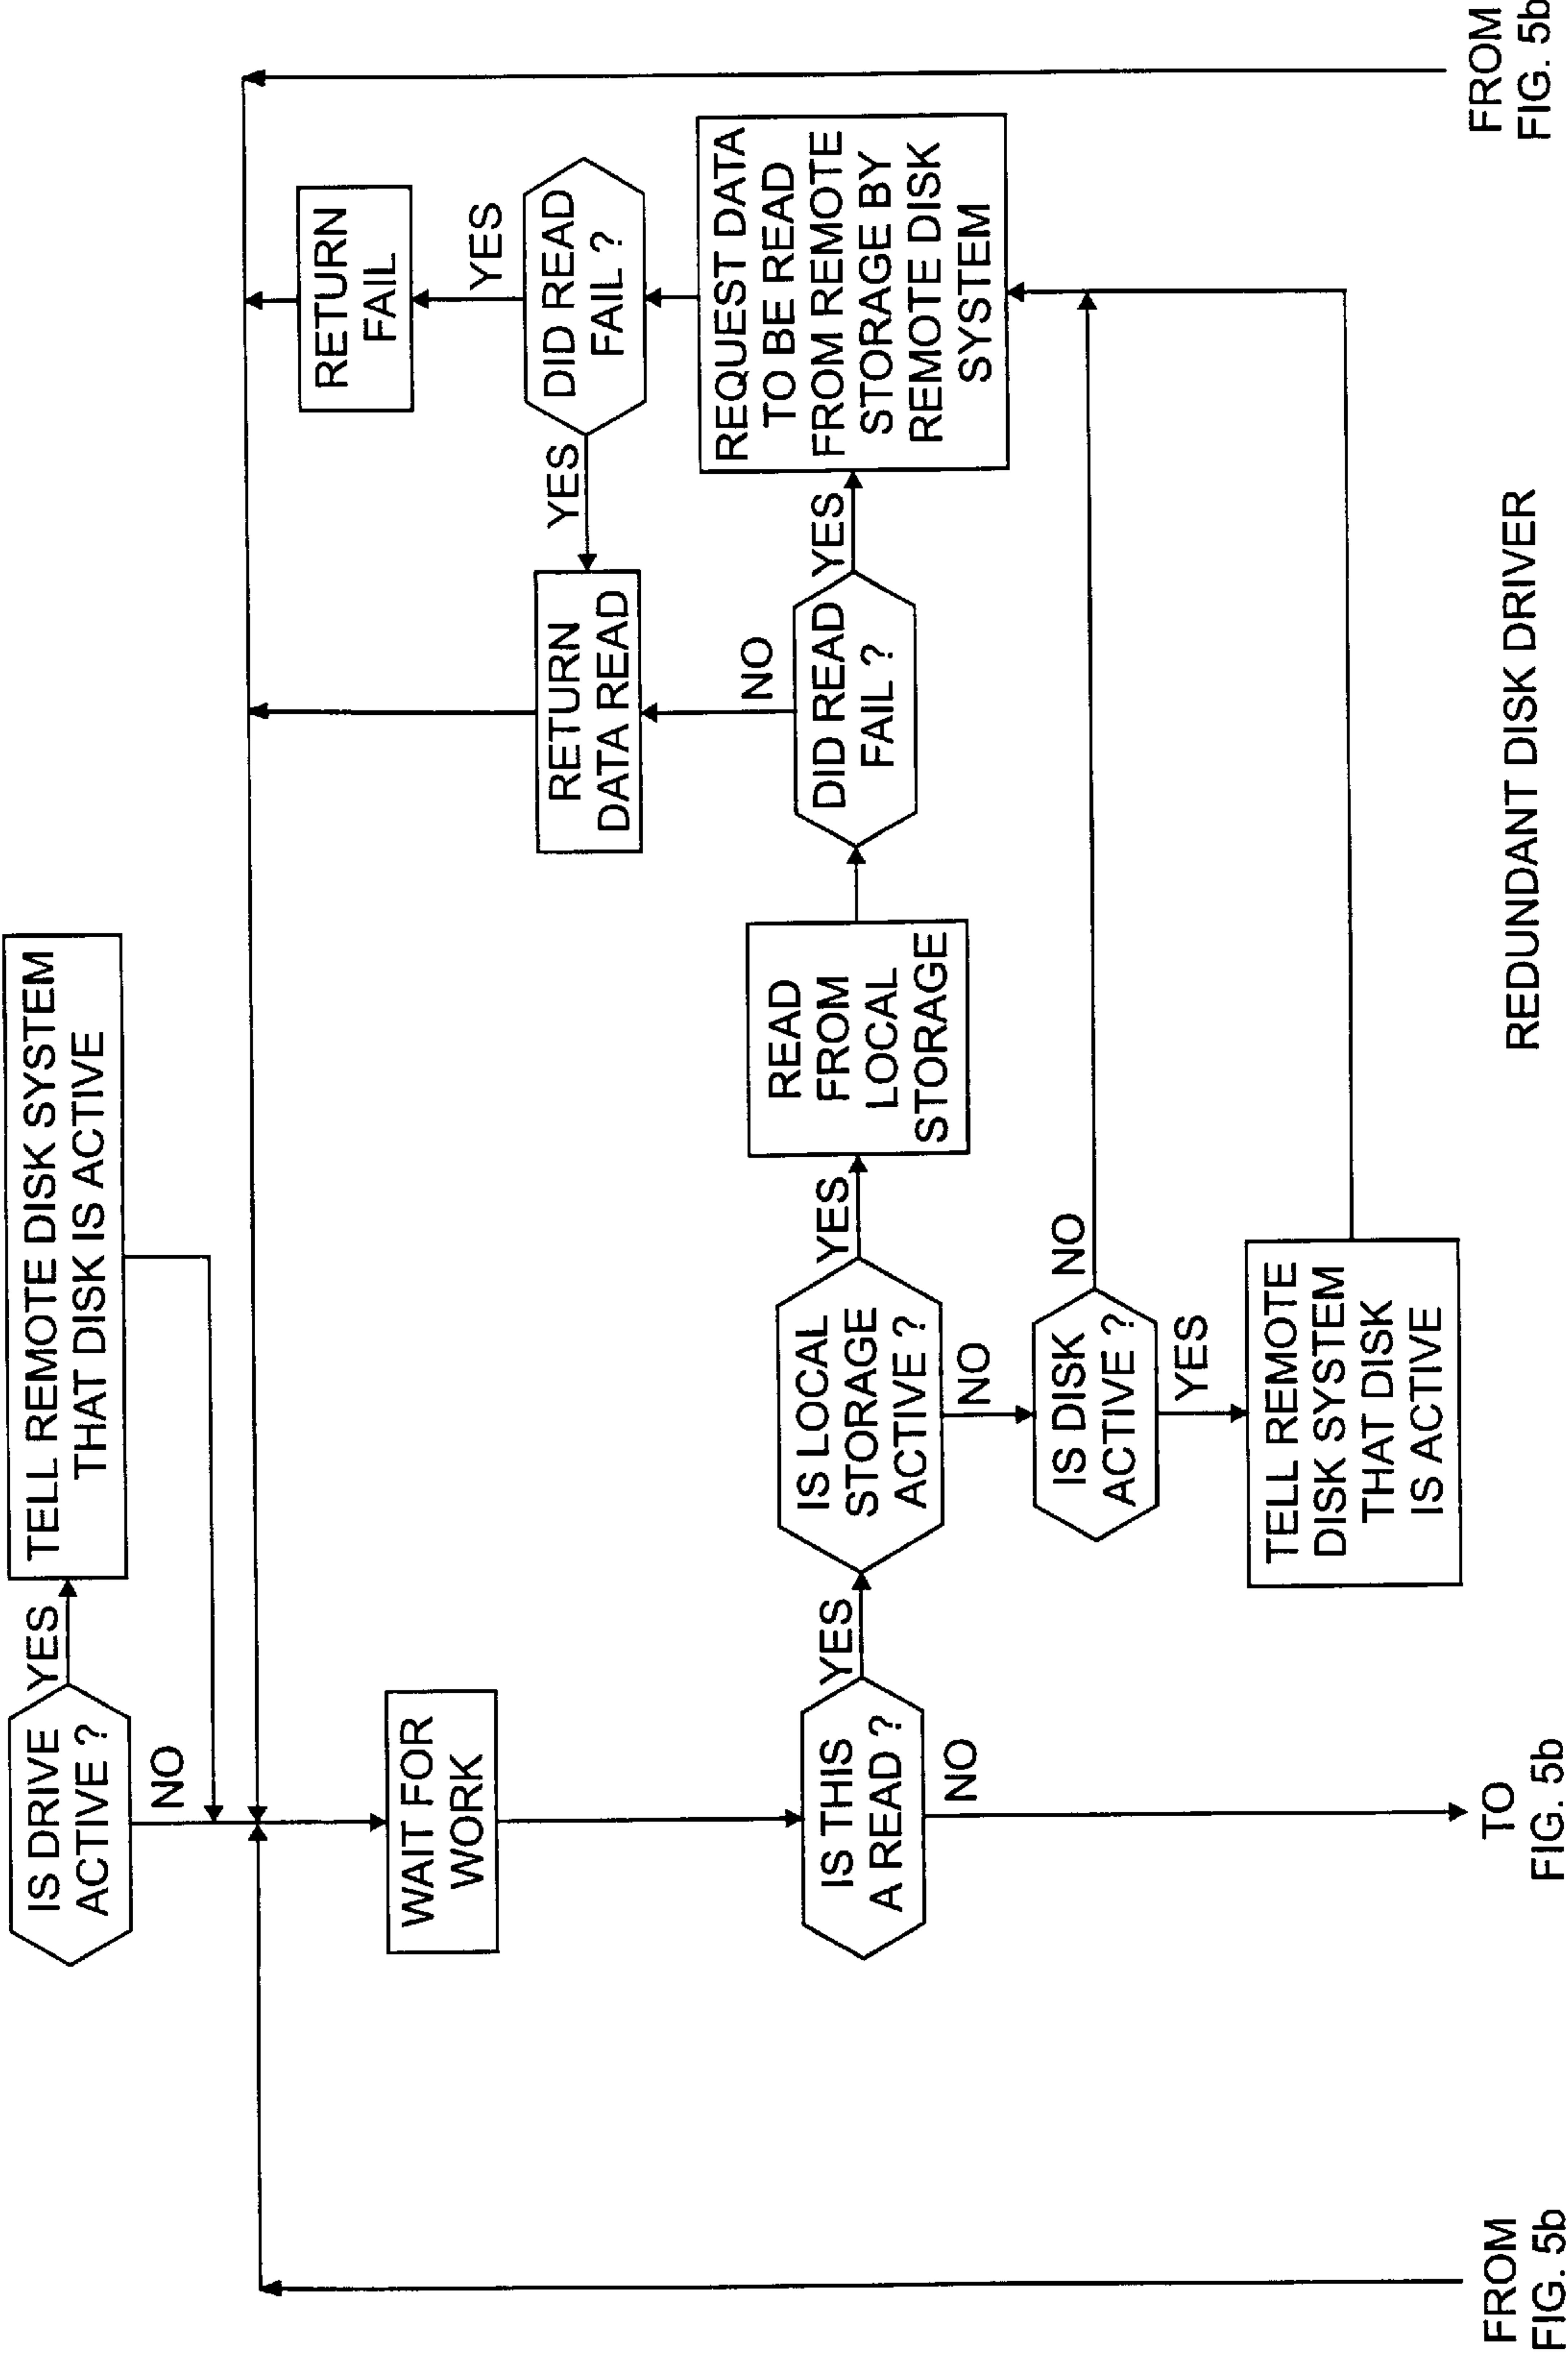 IS DRIVE
ACTIVE ?
YES
TELL REMOTE DISK SYSTEM
THAT DISK IS ACTIVE
NO
WAIT FOR
WORK
RETURN
FAIL
YES
DID READ
FAIL ?
YES
RETURN
DATA READ
NO
REQUEST DATA
TO BE READ
FROM REMOTE
STORAGE BY
REMOTE DISK
SYSTEM
IS THIS
A READ ?
YES
IS LOCAL
STORAGE
ACTIVE ?
YES
READ
FROM
LOCAL
STORAGE
DID READ
FAIL ?
YES
NO
NO
IS DISK
ACTIVE ?
NO
YES
TELL REMOTE
DISK SYSTEM
THAT DISK
IS ACTIVE
FROM
FIG. 5b
TO
FIG. 5b
REDUNDANT DISK DRIVER
FROM
FIG. 5b